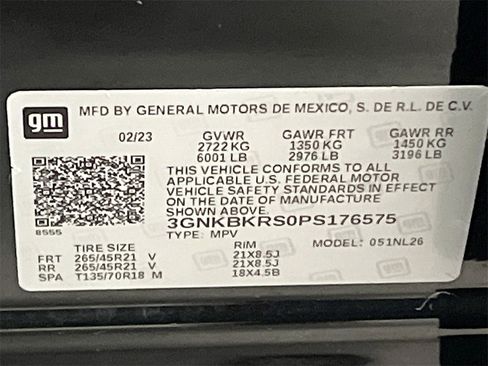 gm
MFD BY GENERAL MOTORS DE MEXICO, S. DE R.L. DE C.V.
02/23 GVWR GAWR FRT GAWR RR
2722 KG 1350 KG 1450 KG
6001 LB 2976 LB 3196 LB
THIS VEHICLE CONFORMS TO ALL
APPLICABLE U.S. FEDERAL MOTOR
VEHICLE SAFETY STANDARDS IN EFFECT
ON THE DATE OF MANUFACTURE
SHOWN ABOVE.
3GNKBKRS0PS176575
8555 TYPE: MPV MODEL: 051NL26
TIRE SIZE RIM
FRT 265/45R21 V 21X8.5J
RR 265/45R21 V 21X8.5J
SPA T135/70R18 M 18X4.5B